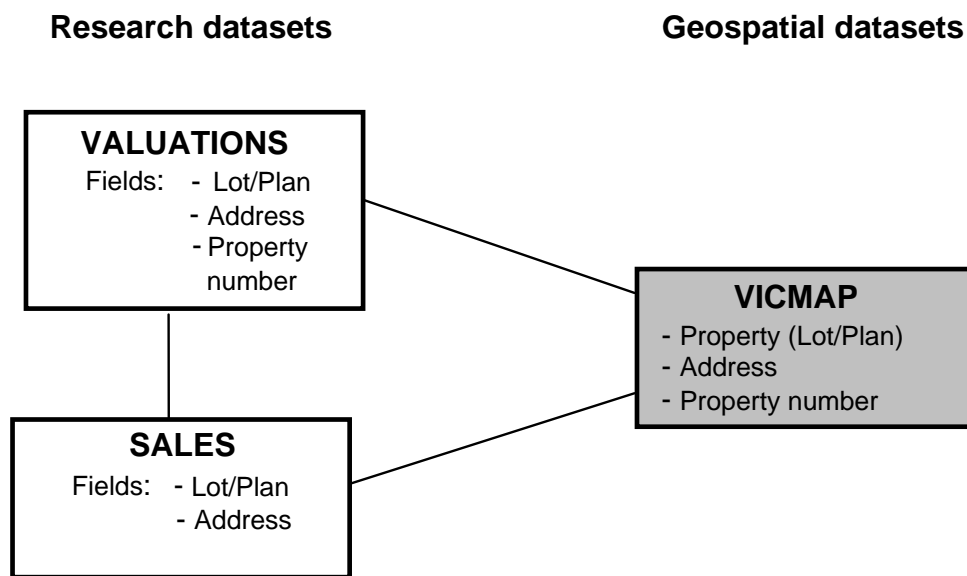 Research datasets
Geospatial datasets
VALUATIONS
Fields: - Lot/Plan
- Address
- Property
number
VICMAP
- Property (Lot/Plan)
- Address
- Property number
SALES
Fields: - Lot/Plan
- Address